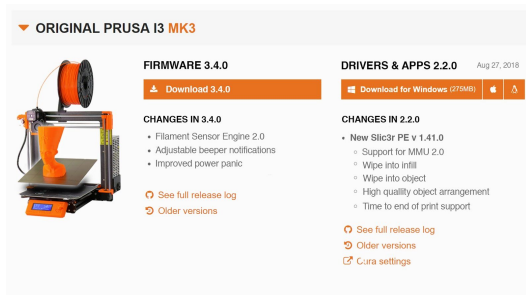 ORIGINAL PRUSA I3 MK3
FIRMWARE 3.4.0
Download 3.4.0
CHANGES IN 3.4.0
Filament Sensor Engine 2.0
Adjustable beeper notifications
Improved power panic
See full release log
Older versions
DRIVERS & APPS 2.2.0 Aug 27, 2018
Download for Windows (275MB)
CHANGES IN 2.2.0
New Slic3r PE v 1.41.0
Support for MMU 2.0
Wipe into infill
Wipe into object
High quallity object arrangement
Time to end of print support
See full release log
Older versions
Cura settings